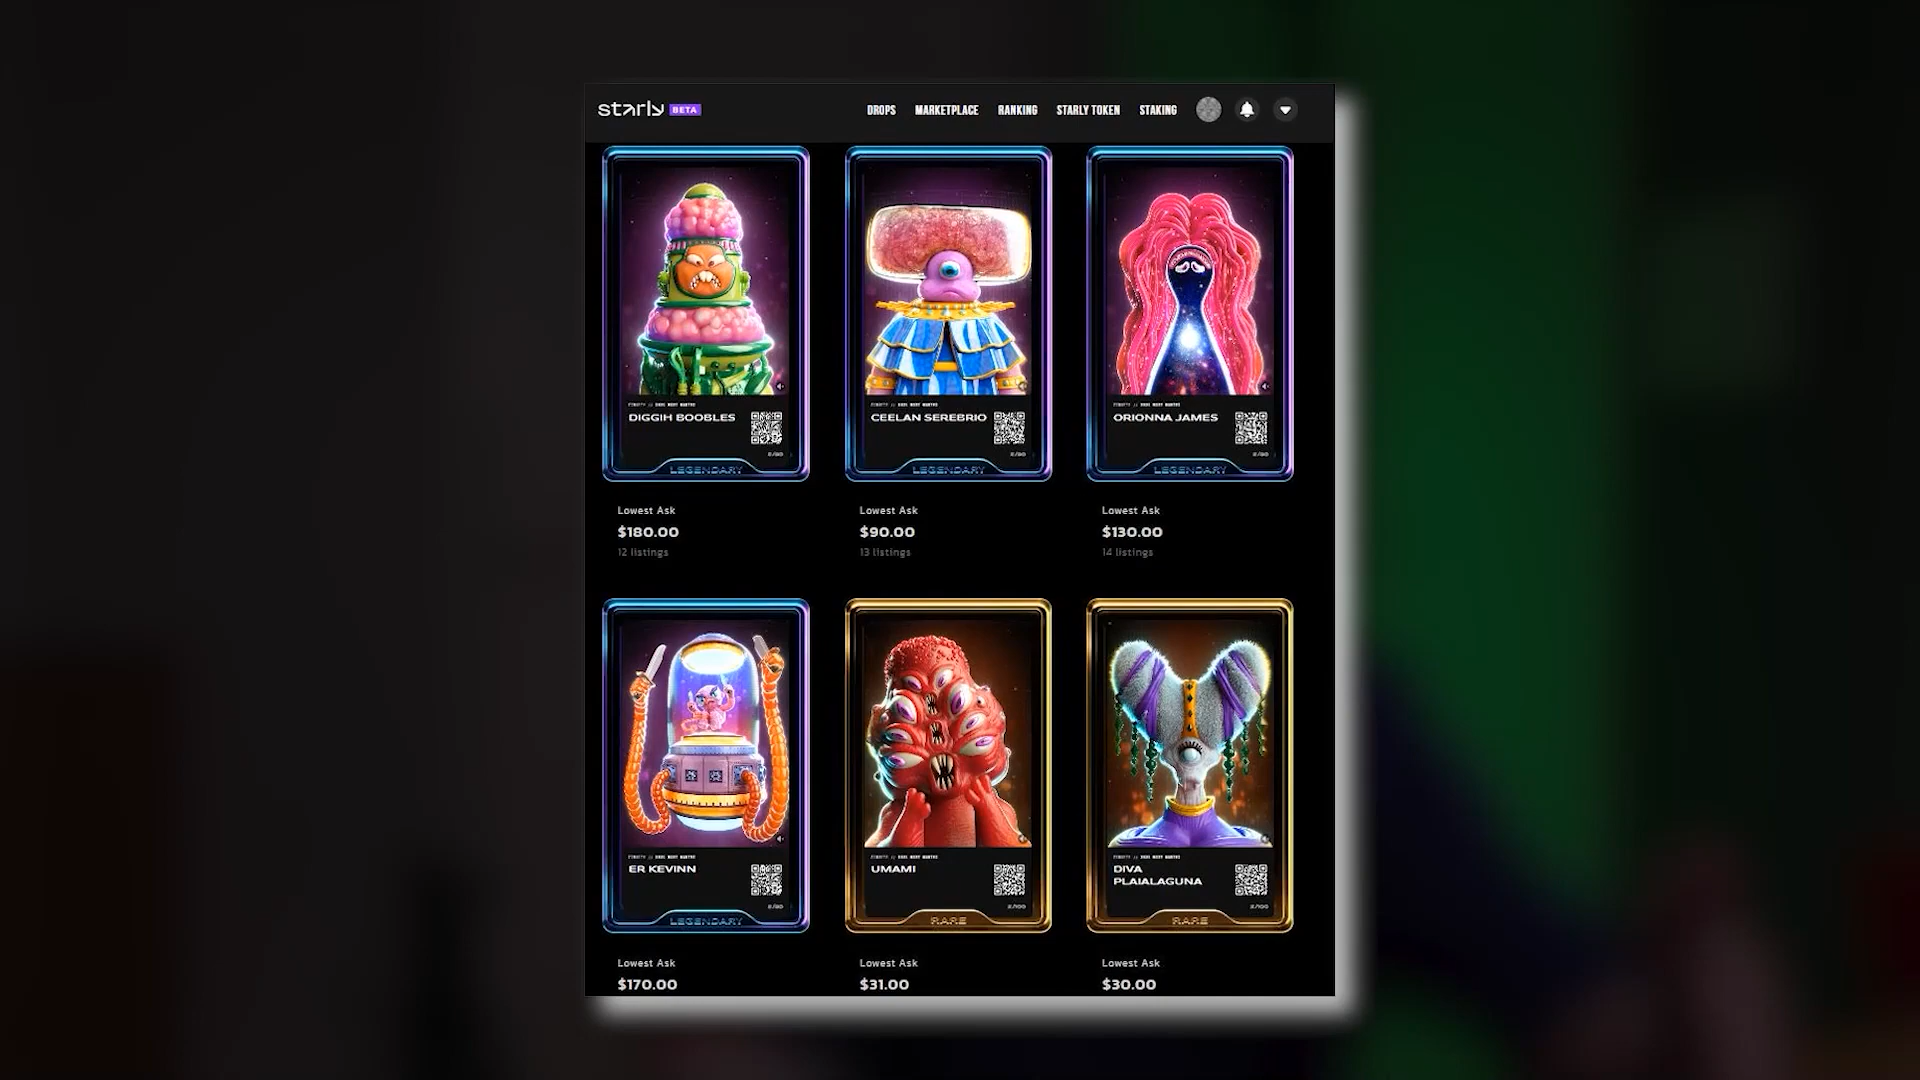 starly BETA
DROPS MARKETPLACE RANKING STARLY TOKEN STAKING
DIGGIH BOOBLES
LEGENDARY
CEELAN SEREBRIO
LEGENDARY
ORIONNA JAMES
LEGENDARY
Lowest Ask
$180.00
12 listings
Lowest Ask
$90.00
13 listings
Lowest Ask
$130.00
14 listings
ER KEVINN
LEGENDARY
UMAMI
RARE
DIVA
PLAIALAGUNA
RARE
Lowest Ask
$170.00
Lowest Ask
$31.00
Lowest Ask
$30.00